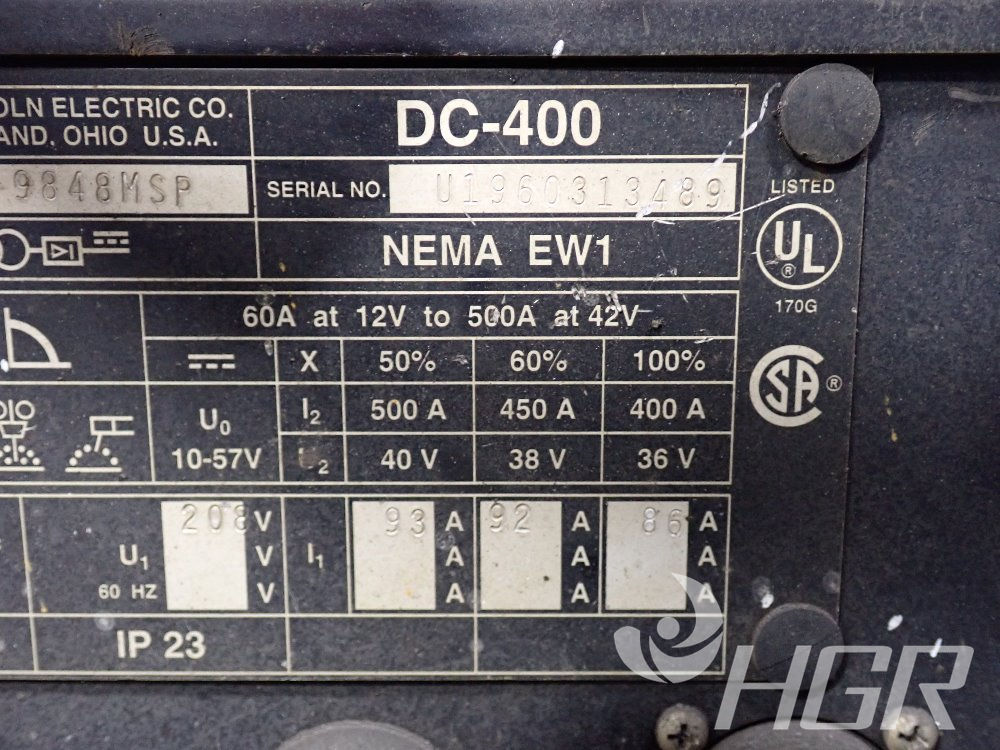 OLN ELECTRIC CO.
AND, OHIO U.S.A.
DC-400
9848MSP
SERIAL NO. U1960313489
LISTED
UL
®
170G
NEMA EW1
60A at 12V to 500A at 42V
X 50% 60% 100%
SA ®
U0 I2 500 A 450 A 400 A
10-57V U2 40 V 38 V 36 V
208 V 93 A 92 A 86 A
U1 V I1 A A A
60 HZ V A A A
IP 23
HGR